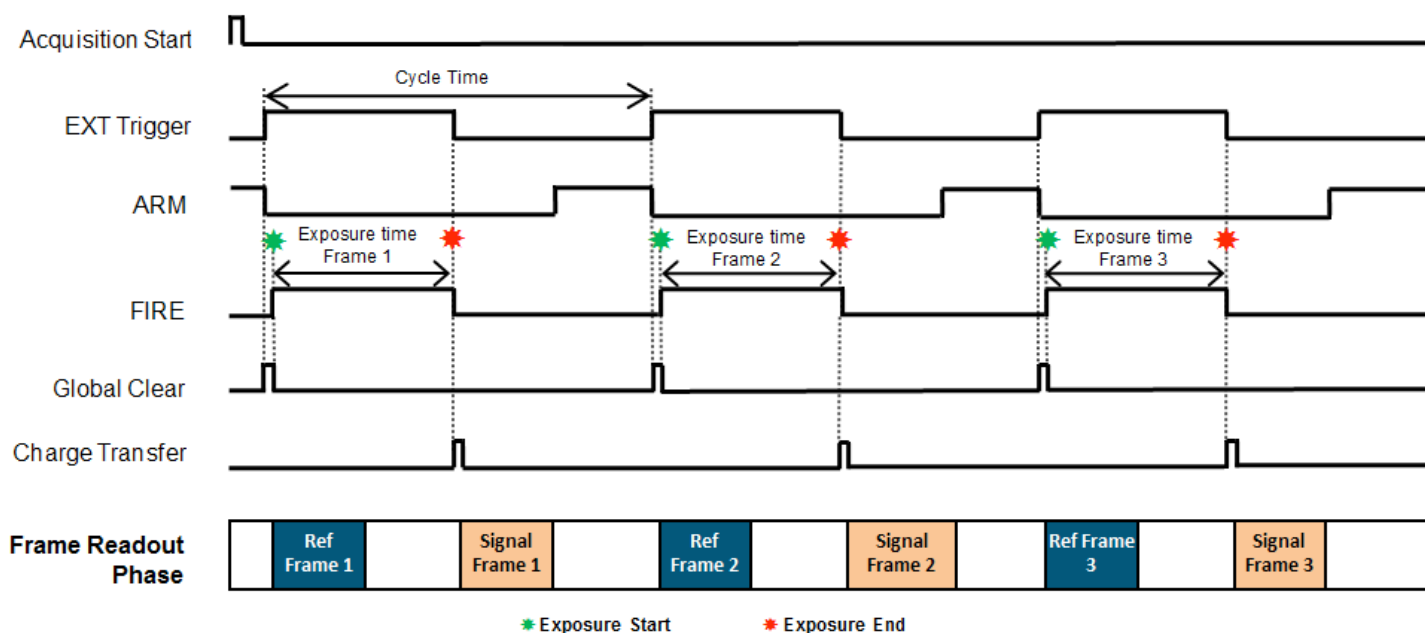 Acquisition Start
Cycle Time
EXT Trigger
ARM
Exposure time
Frame 1
Exposure time
Frame 2
Exposure time
Frame 3
FIRE
Global Clear
Charge Transfer
Frame Readout
Phase
Ref
Frame 1
Signal
Frame 1
Ref
Frame 2
Signal
Frame 2
Ref Frame
3
Signal
Frame 3
Exposure Start
Exposure End